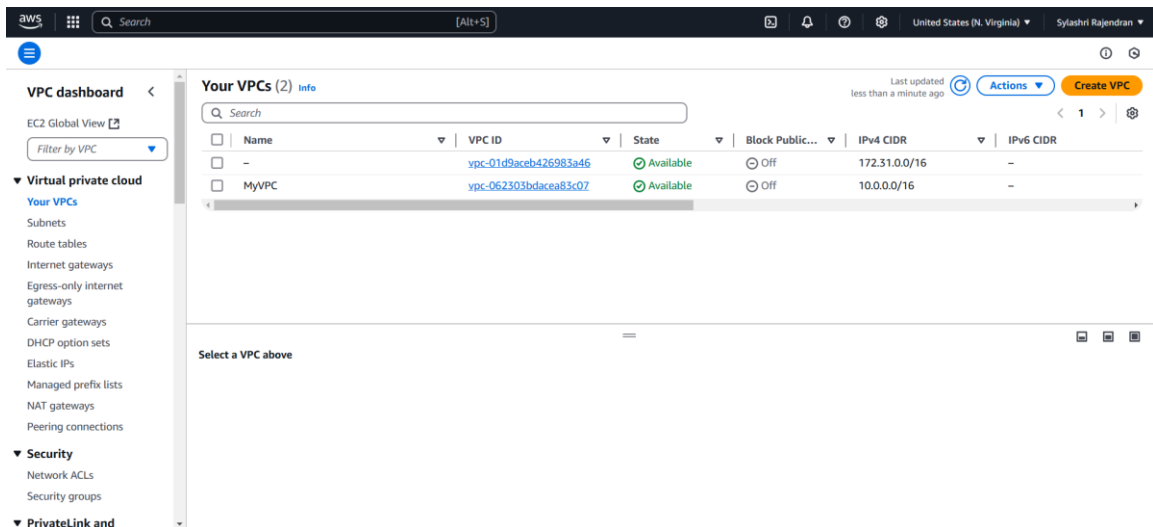 aws Search [Alt+S] United States (N. Virginia) Sylashri Rajendran
VPC dashboard
EC2 Global View
Filter by VPC
Virtual private cloud
Your VPCs
Subnets
Route tables
Internet gateways
Egress-only internet
gateways
Carrier gateways
DHCP option sets
Elastic IPs
Managed prefix lists
NAT gateways
Peering connections
Security
Network ACLs
Security groups
PrivateLink and
Your VPCs (2) Info
Last updated
less than a minute ago
Actions
Create VPC
Search
1
Name VPC ID State Block Public... IPv4 CIDR IPv6 CIDR
– vpc-01d9aceb426983a46 Available Off 172.31.0.0/16 –
MyVPC vpc-062303bdacea83c07 Available Off 10.0.0.0/16 –
Select a VPC above